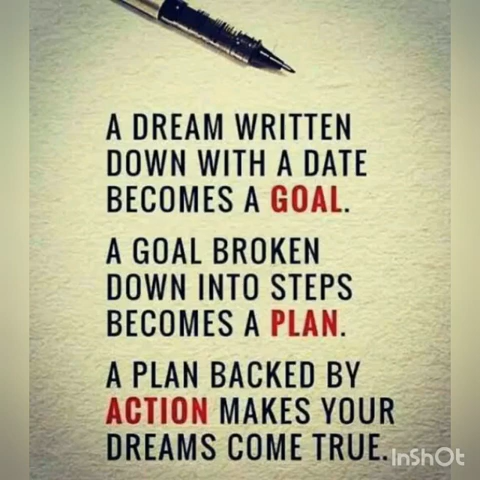 A DREAM WRITTEN
DOWN WITH A DATE
BECOMES A GOAL.
A GOAL BROKEN
DOWN INTO STEPS
BECOMES A PLAN.
A PLAN BACKED BY
ACTION MAKES YOUR
DREAMS COME TRUE.
InShOt